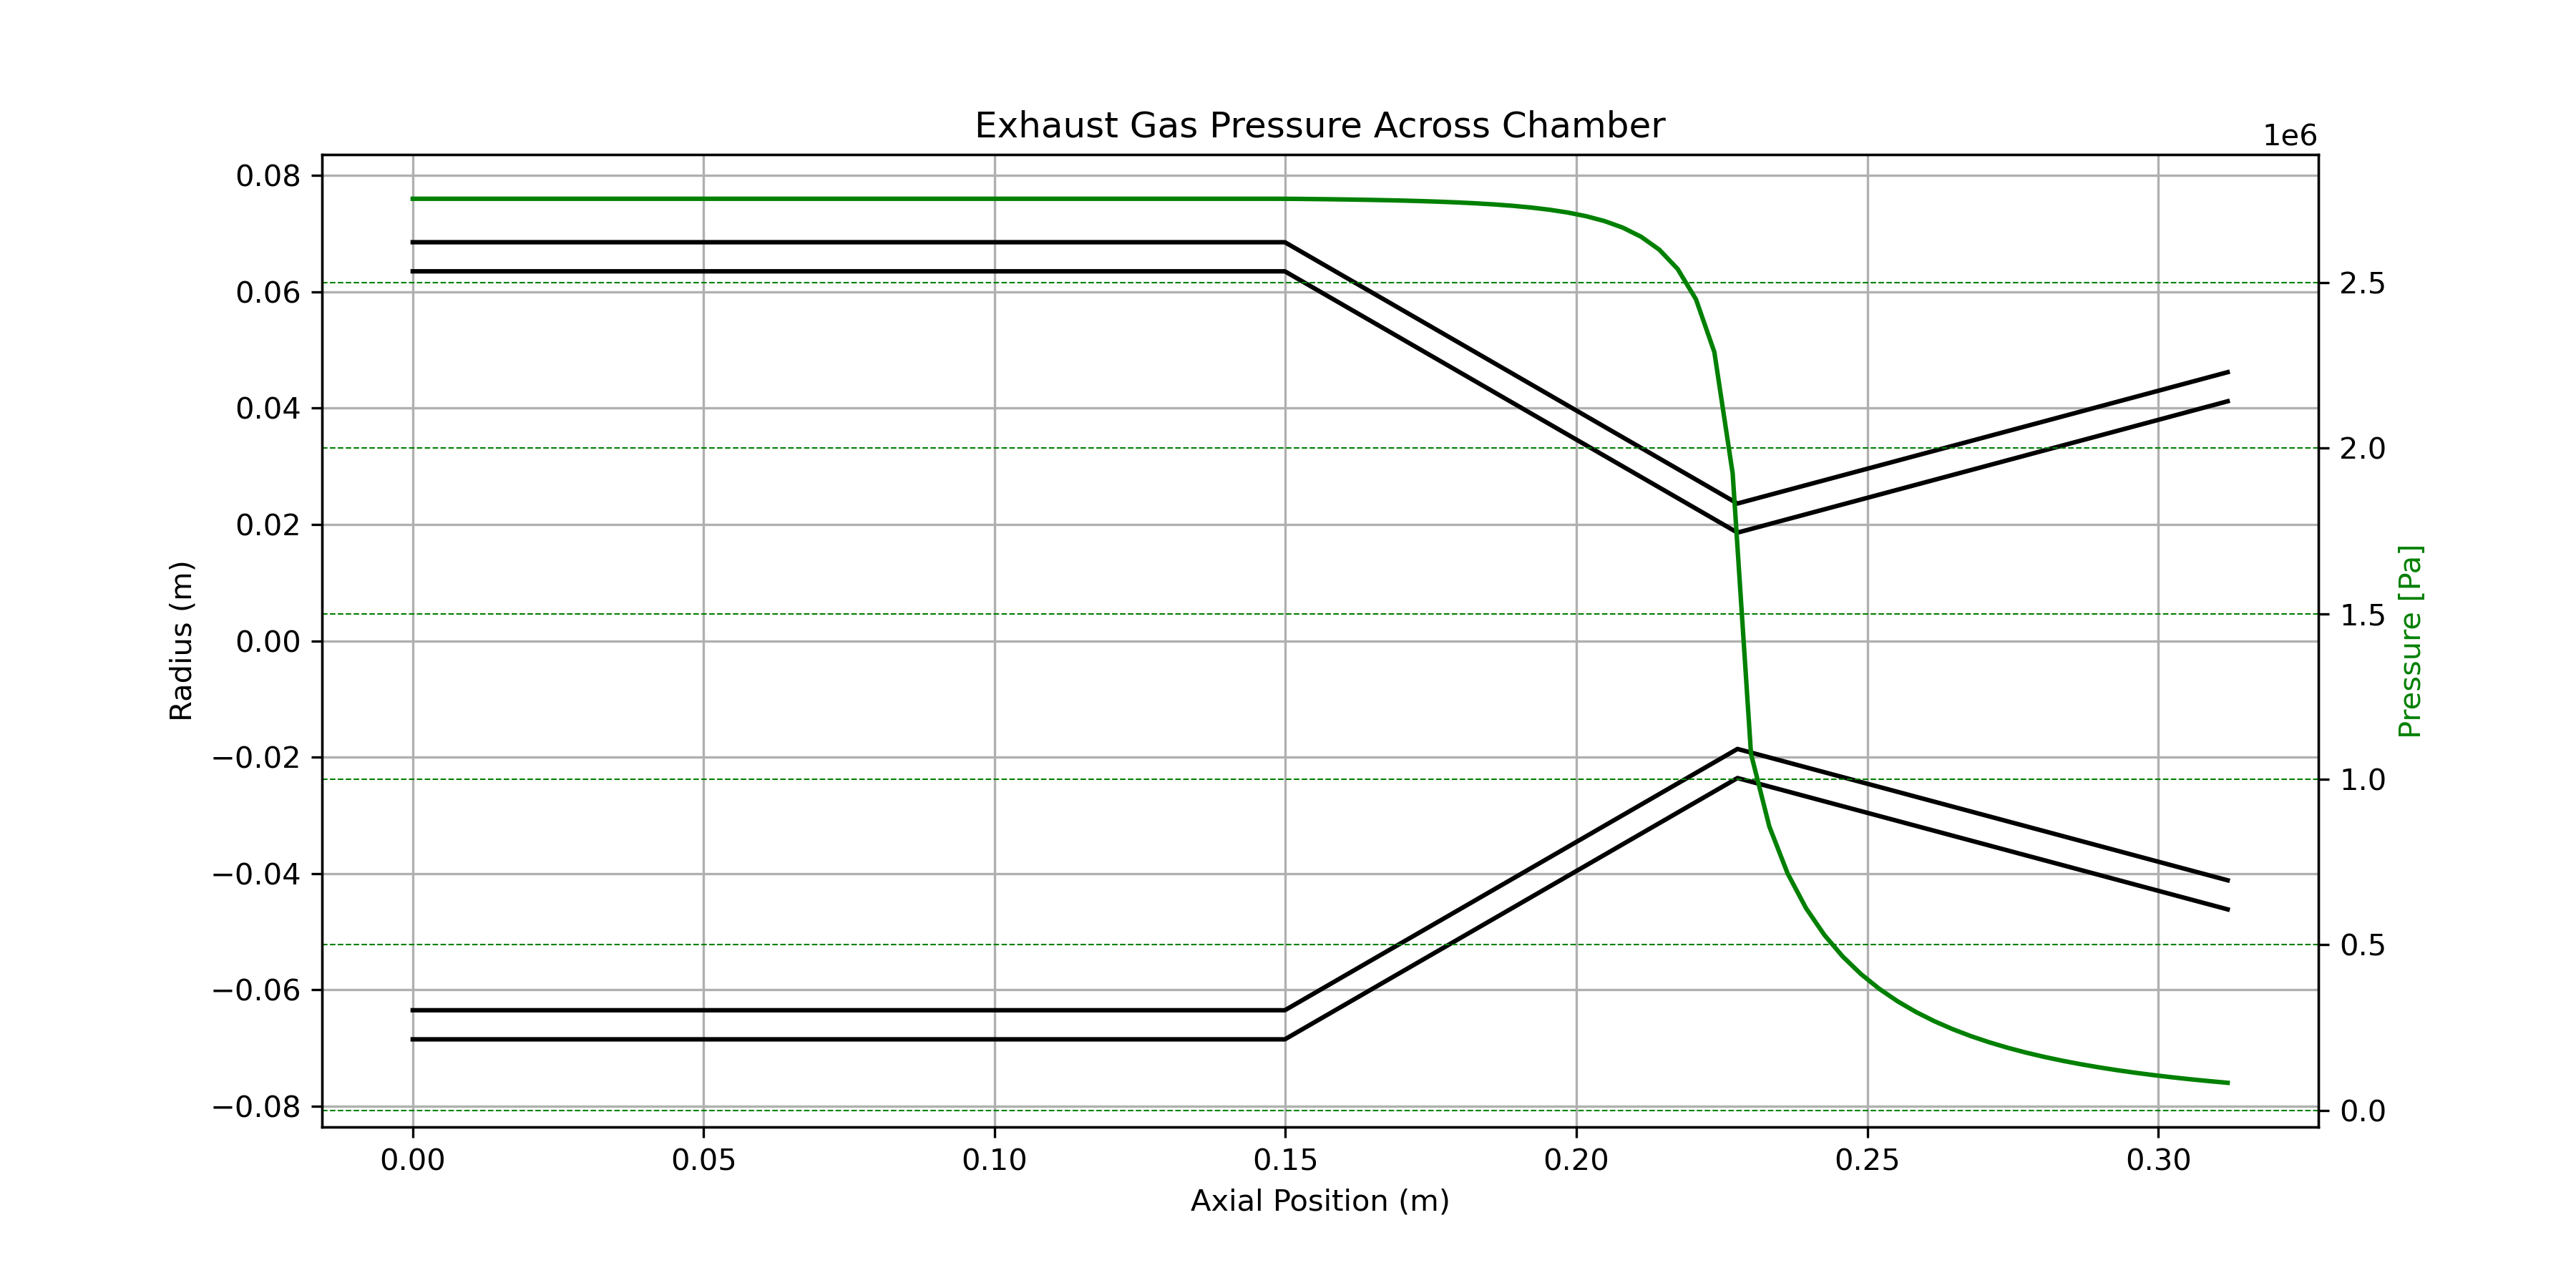 Exhaust Gas Pressure Across Chamber
1e6
0.08
0.06
0.04
0.02
0.00
−0.02
−0.04
−0.06
−0.08
Radius (m)
2.5
2.0
1.5
1.0
0.5
0.0
Pressure [Pa]
0.00 0.05 0.10 0.15 0.20 0.25 0.30
Axial Position (m)